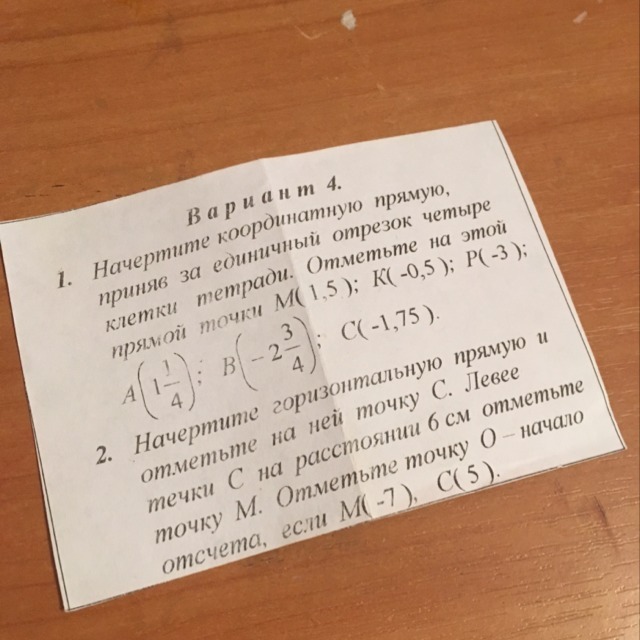 Вариант 4.
1. Начертите координатную прямую,
приняв за единичный отрезок четыре
клетки тетради. Отметьте на этой
прямой точки М(1,5); К(-0,5); Р(-3);
А(1 1/4); В(−2 3/4); С(-1,75).
2. Начертите горизонтальную прямую и
отметьте на ней точку С. Левее
течки С на расстоянии 6 см отметьте
точку М. Отметьте точку О – начало
отсчета, если М(-7), С(5).